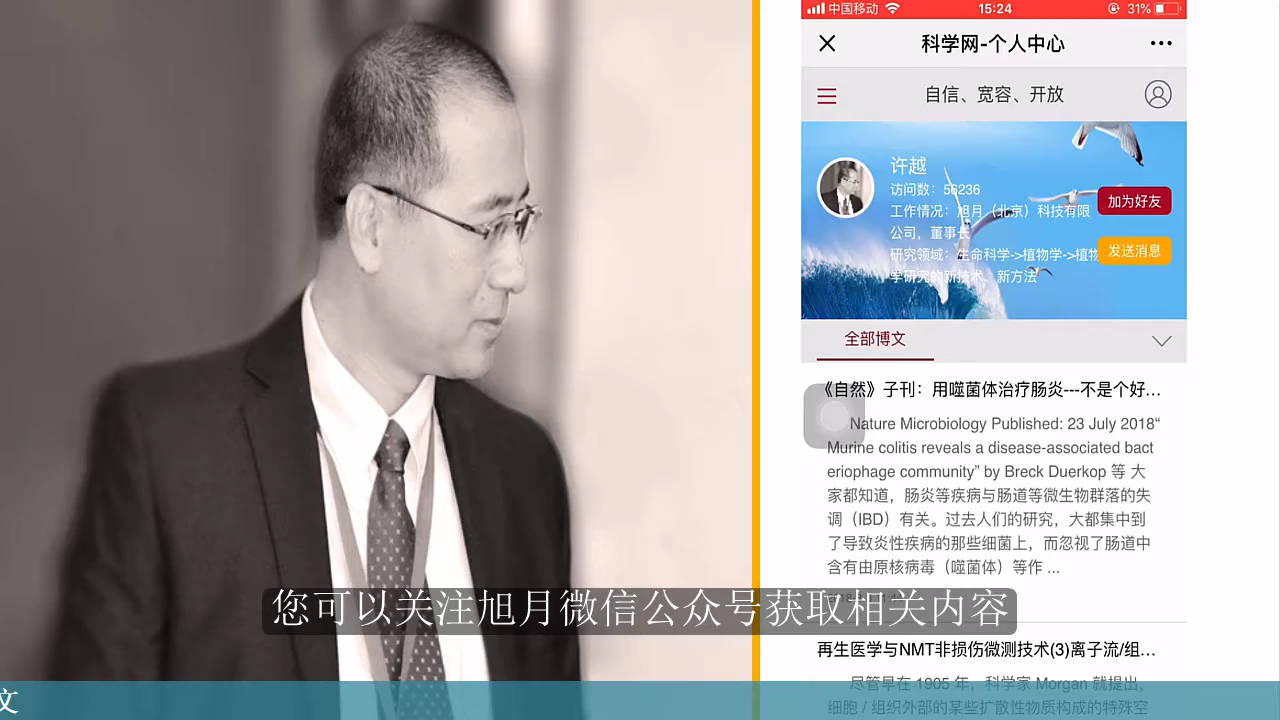 中国移动
15:24
31%
科学网-个人中心
自信、宽容、开放
许越
访问数：56236
工作情况：旭月（北京）科技有限
公司，董事长
研究领域：生命科学->植物学->植物
学研究的新技术、新方法
加为好友
发送消息
全部博文
《自然》子刊：用噬菌体治疗肠炎---不是个好…
Nature Microbiology Published: 23 July 2018“
Murine colitis reveals a disease-associated bact
eriophage community” by Breck Duerkop 等 大
家都知道，肠炎等疾病与肠道等微生物群落的失
调（IBD）有关。过去人们的研究，大都集中到
了导致炎性疾病的那些细菌上，而忽视了肠道中
含有由原核病毒（噬菌体）等作 ...
您可以关注旭月微信公众号获取相关内容
再生医学与NMT非损伤微测技术(3)离子流/组…
尽管早在 1905 年，科学家 Morgan 就提出，
细胞 / 组织外部的某些扩散性物质构成的特殊空
文